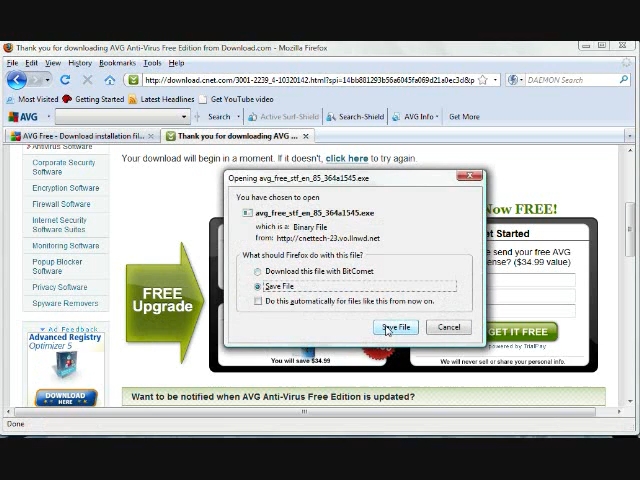 Thank you for downloading AVG Anti-Virus Free Edition from Download.com - Mozilla Firefox
File Edit View History Bookmarks Tools Help
http://download.cnet.com/3001-2239_4-10320142.html?spi=
DAEMON Search
Most Visited Getting Started Latest Headlines Get YouTube video
AVG Search Active Surf-Shield Search-Shield AVG Info Get More
AVG Free - Download installation fil...
Thank you for downloading AVG ...
Antivirus Software
Corporate Security
Software
Encryption Software
Firewall Software
Internet Security
Software Suites
Monitoring Software
Popup Blocker
Software
Privacy Software
Spyware Removers
Ad Feedback
Advanced Registry
Optimizer 5
DOWNLOAD
HERE
Your download will begin in a moment. If it doesn't, click here to try again.
FREE
Upgrade
Now FREE!
Started
send your free AVG
($34.99 value)
GET IT FREE
powered by TrialPay
We will never sell or share your personal info.
You will save $34.99
Opening avg_free_stf_en_85_364a1545.exe
You have chosen to open
avg_free_stf_en_85_364a1545.exe
which is a: Binary File
from: http://cnettech-23.vo.llnwd.net
What should Firefox do with this file?
Download this file with BitComet
Save File
Do this automatically for files like this from now on.
Save File
Cancel
Want to be notified when AVG Anti-Virus Free Edition is updated?
Done